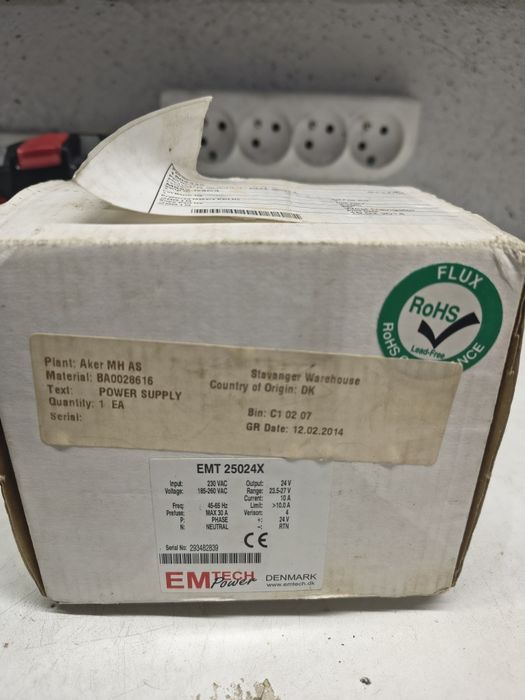 FLUX
RoHS
Lead-Free
RoHS
Plant: Aker MH AS
Material: BA0028616
Text: POWER SUPPLY
Quantity: 1 EA
Serial:
Stavanger Warehouse
Country of Origin: DK
Bin: C1 02 07
GR Date: 12.02.2014
EMT 25024X
Input: 230 VAC Output: 24 V
Voltage: 185-260 VAC Range: 23.5-27 V
Current: 10 A
Freq: 45-65 Hz Limit: >10.0 A
Prefuse: MAX 30 A Verison: 4
P: PHASE +: 24 V
N: NEUTRAL -: RTN
Serial No: 293482839
CE
EMTECH Power DENMARK
www.emtech.dk